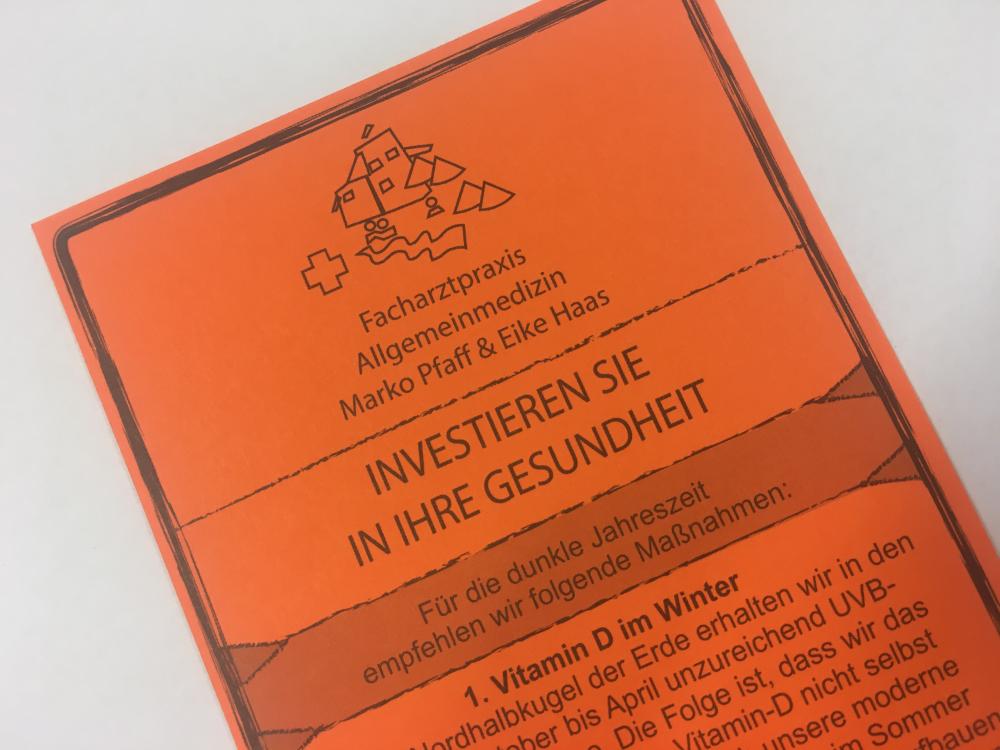 Facharztpraxis
Allgemeinmedizin
Marko Pfaff & Eike Haas
INVESTIEREN SIE
IN IHRE GESUNDHEIT
Für die dunkle Jahreszeit
empfehlen wir folgende Maßnahmen:
1. Vitamin D im Winter
Nordhalbkugel der Erde erhalten wir in den
bis April unzureichend UVB-
Die Folge ist, dass wir das
Vitamin-D nicht selbst
unsere moderne
im Sommer